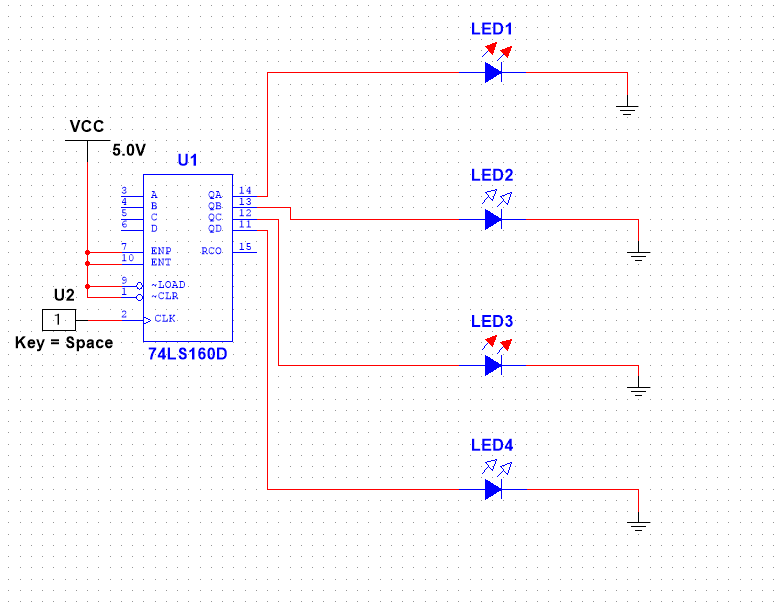 LED1
VCC
5.0V
U1
LED2
3 A QA 14
4 B QB 13
5 C QC 12
6 D QD 11
7 ENP RCO 15
10 ENT
9 ~LOAD
1 ~CLR
U2
1 2 CLK
LED3
Key = Space
74LS160D
LED4